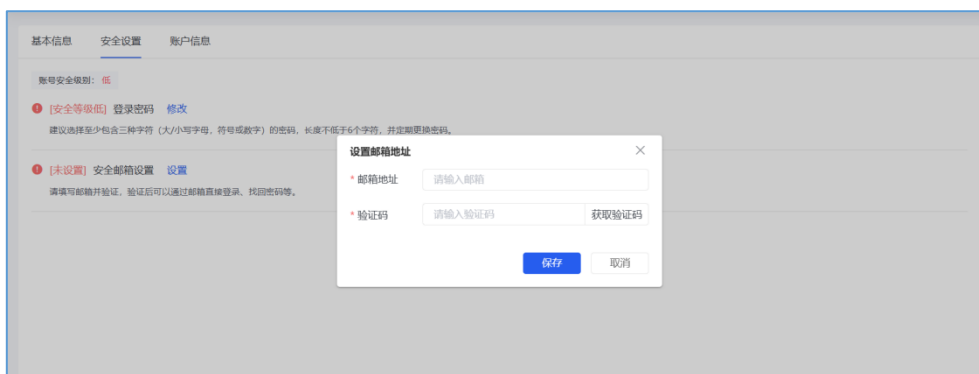 基本信息 安全设置 账户信息
账号安全级别：低
[安全等级低] 登录密码 修改
建议选择至少包含三种字符（大/小写字母，符号或数字）的密码，长度不低于6个字符，并定期更换密码。
[未设置] 安全邮箱设置 设置
请填写邮箱并验证，验证后可以通过邮箱直接登录、找回密码等。
设置邮箱地址
* 邮箱地址 请输入邮箱
* 验证码 请输入验证码 获取验证码
保存 取消